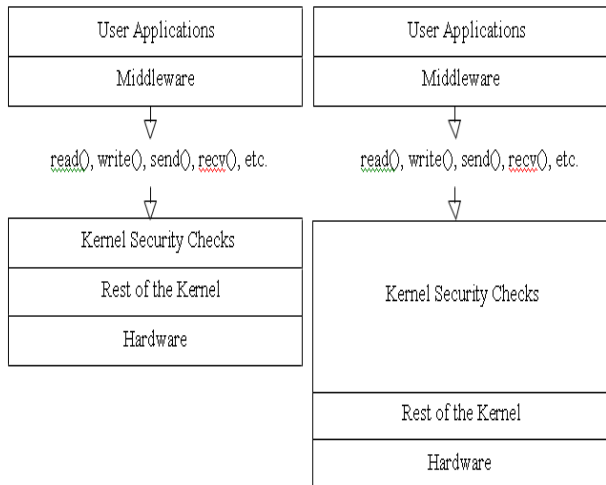 User Applications
Middleware
read(), write(), send(), recv(), etc.
Kernel Security Checks
Rest of the Kernel
Hardware
User Applications
Middleware
read(), write(), send(), recv(), etc.
Kernel Security Checks
Rest of the Kernel
Hardware